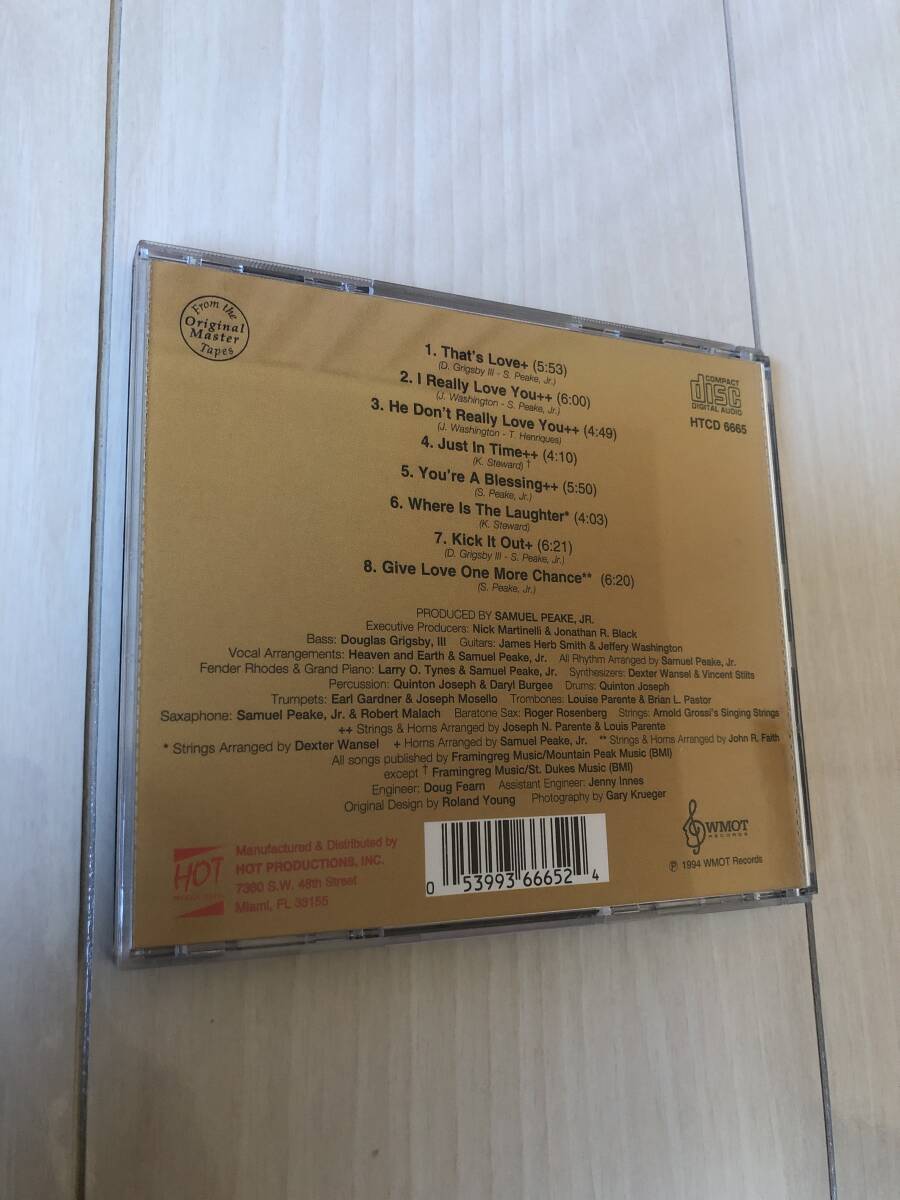 From the
Original
Master
Tapes
1. That's Love+ (5:53)
(D. Grigsby III - S. Peake, Jr.)
2. I Really Love You++ (6:00)
(J. Washington - S. Peake, Jr.)
3. He Don't Really Love You++ (4:49)
(J. Washington - T. Henriques)
4. Just In Time++ (4:10)
(K. Steward) †
5. You're A Blessing++ (5:50)
(S. Peake, Jr.)
6. Where Is The Laughter* (4:03)
(K. Steward)
7. Kick It Out+ (6:21)
(D. Grigsby III - S. Peake, Jr.)
8. Give Love One More Chance** (6:20)
(S. Peake, Jr.)
COMPACT
disc
DIGITAL AUDIO
HTCD 6665
PRODUCED BY SAMUEL PEAKE, JR.
Executive Producers: Nick Martinelli & Jonathan R. Black
Bass: Douglas Grigsby, III Guitars: James Herb Smith & Jeffery Washington
Vocal Arrangements: Heaven and Earth & Samuel Peake, Jr. All Rhythm Arranged by Samuel Peake, Jr.
Fender Rhodes & Grand Piano: Larry O. Tynes & Samuel Peake, Jr. Synthesizers: Dexter Wansel & Vincent Stilts
Percussion: Quinton Joseph & Daryl Burgee Drums: Quinton Joseph
Trumpets: Earl Gardner & Joseph Mosello Trombones: Louise Parente & Brian L. Pastor
Saxaphone: Samuel Peake, Jr. & Robert Malach Baratone Sax: Roger Rosenberg Strings: Arnold Grossi's Singing Strings
++ Strings & Horns Arranged by Joseph N. Parente & Louis Parente
* Strings Arranged by Dexter Wansel + Horns Arranged by Samuel Peake, Jr. ** Strings & Horns Arranged by John R. Faith
All songs published by Framingreg Music/Mountain Peak Music (BMI)
except † Framingreg Music/St. Dukes Music (BMI)
Engineer: Doug Fearn Assistant Engineer: Jenny Innes
Original Design by Roland Young Photography by Gary Krueger
HOT
Manufactured & Distributed by
HOT PRODUCTIONS, INC.
7360 S.W. 48th Street
Miami, FL 33155
0 53993 66652 4
WMOT
RECORDS
℗ 1994 WMOT Records